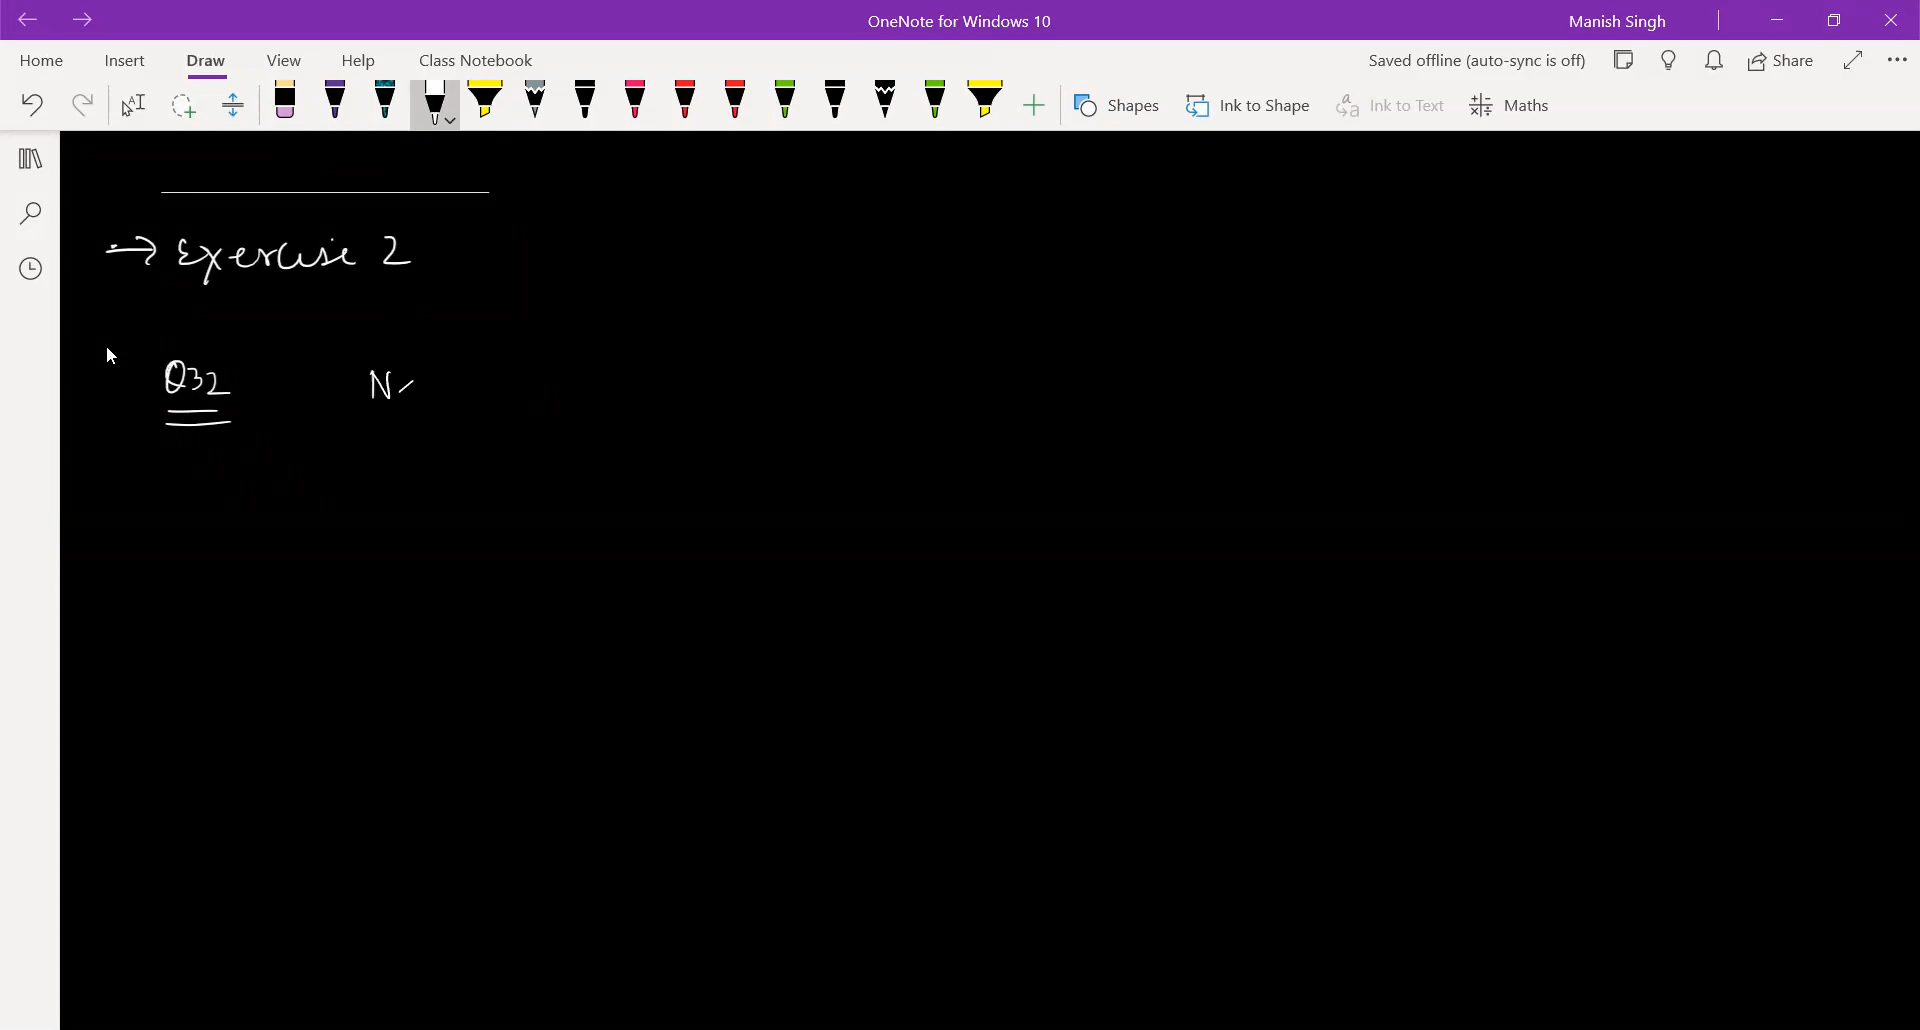 OneNote for Windows 10
Manish Singh
Home Insert Draw View Help Class Notebook
Saved offline (auto-sync is off) Share
Shapes Ink to Shape Ink to Text Maths
→ Exercise 2
Q32 N